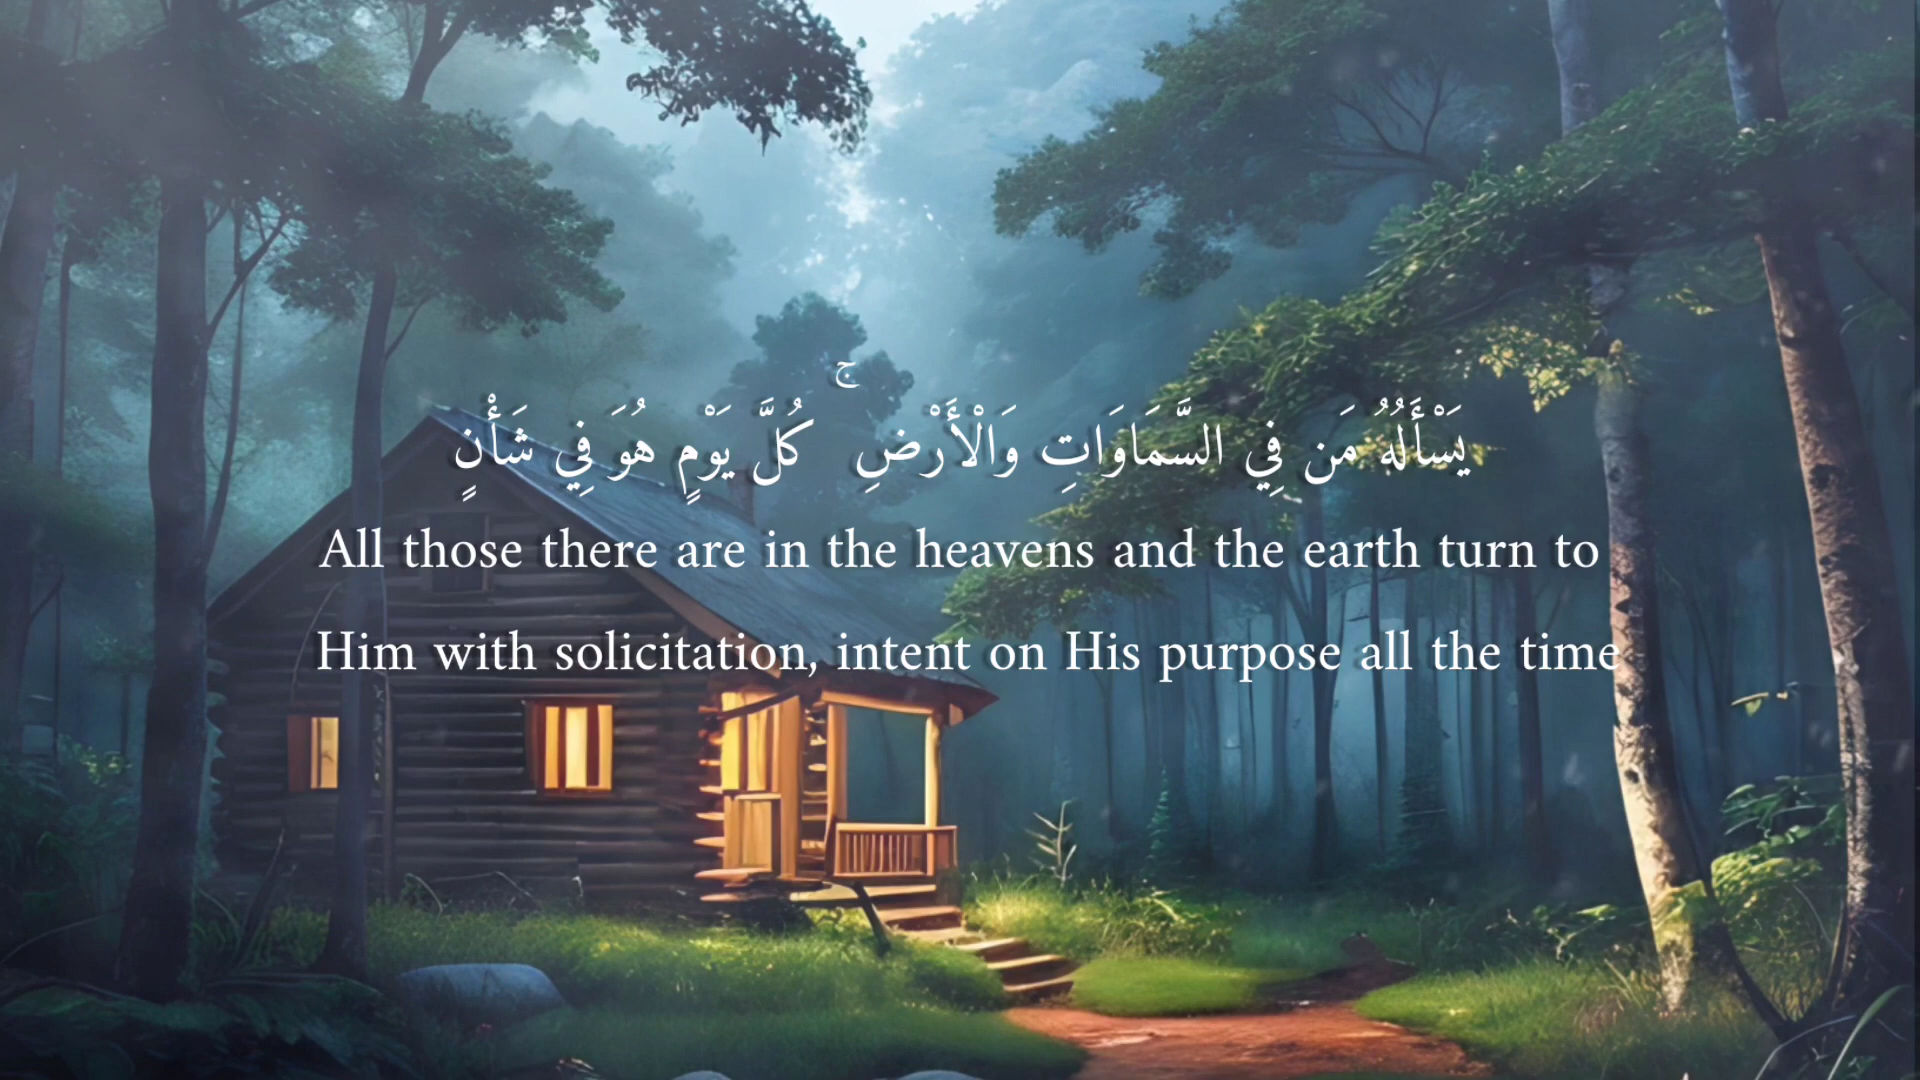 يَسْأَلُهُ مَن فِي السَّمَاوَاتِ وَالْأَرْضِ ۚ كُلَّ يَوْمٍ هُوَ فِي شَأْنٍ
All those there are in the heavens and the earth turn to
Him with solicitation, intent on His purpose all the time